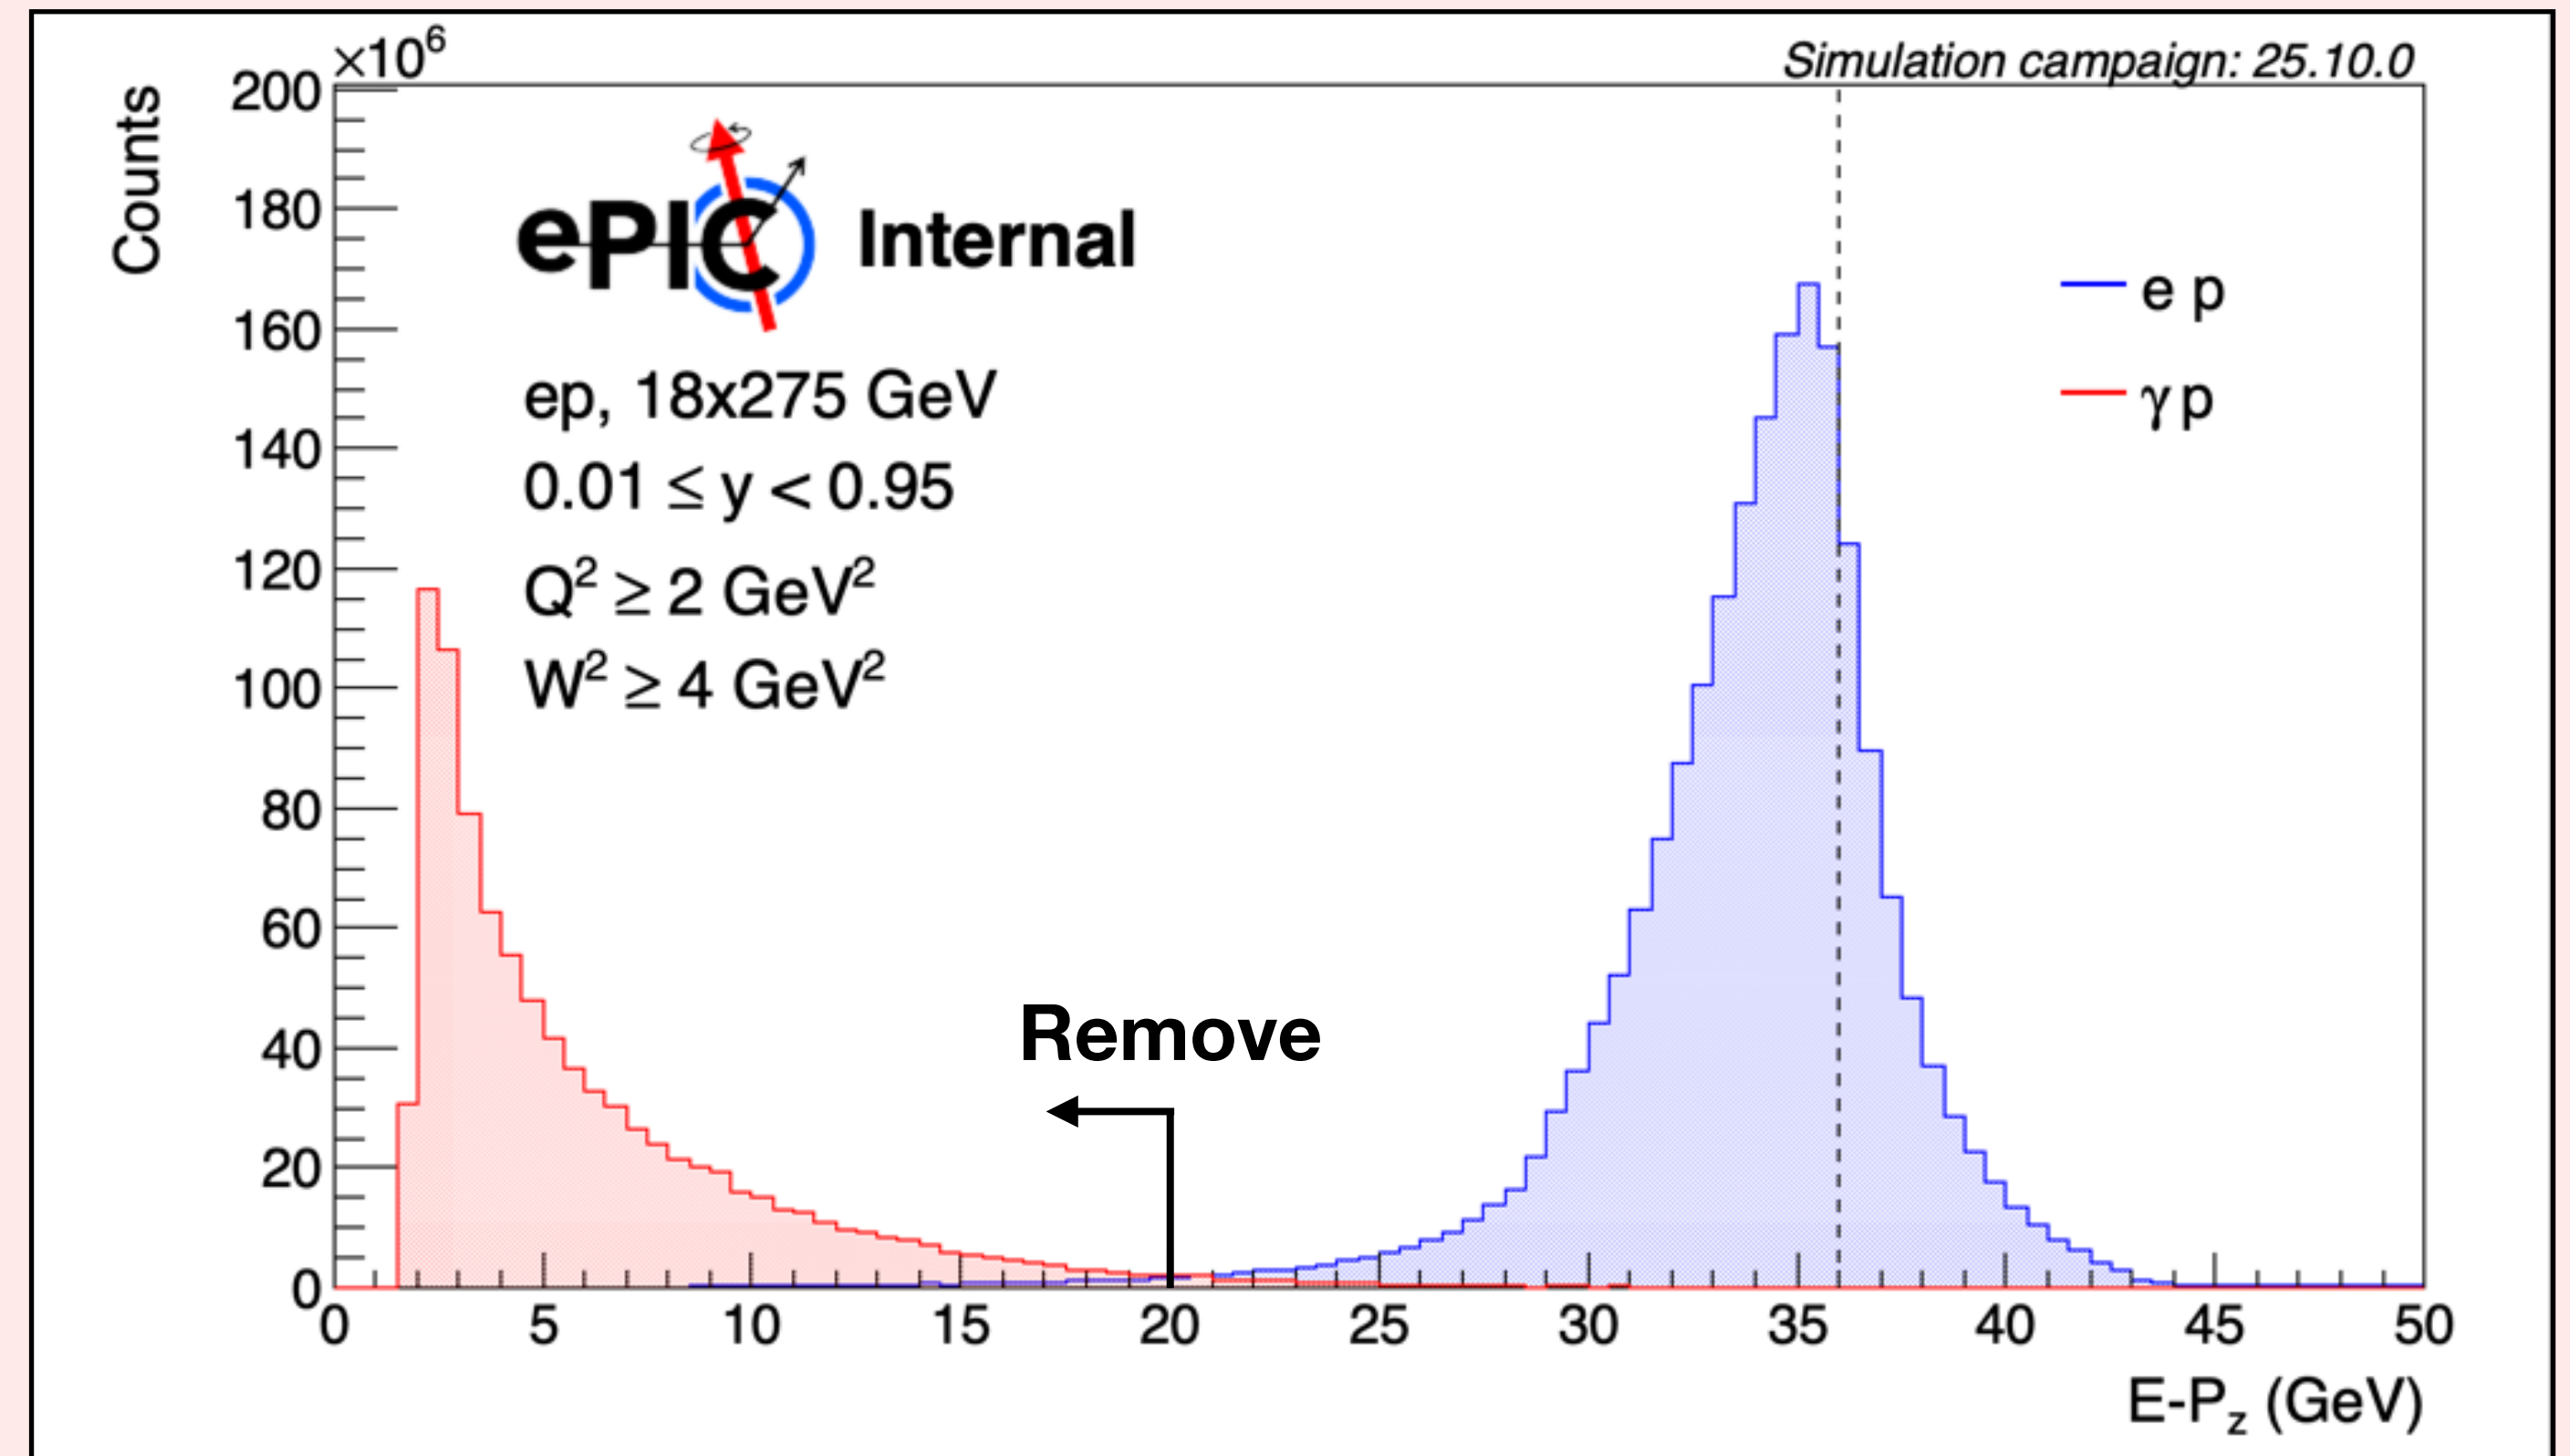 ×10⁶
Simulation campaign: 25.10.0
Counts
200
180
160
140
120
100
80
60
40
20
0
ePIC Internal
ep, 18x275 GeV
0.01 ≤ y < 0.95
Q² ≥ 2 GeV²
W² ≥ 4 GeV²
e p
γ p
Remove
0 5 10 15 20 25 30 35 40 45 50
E-P_z (GeV)